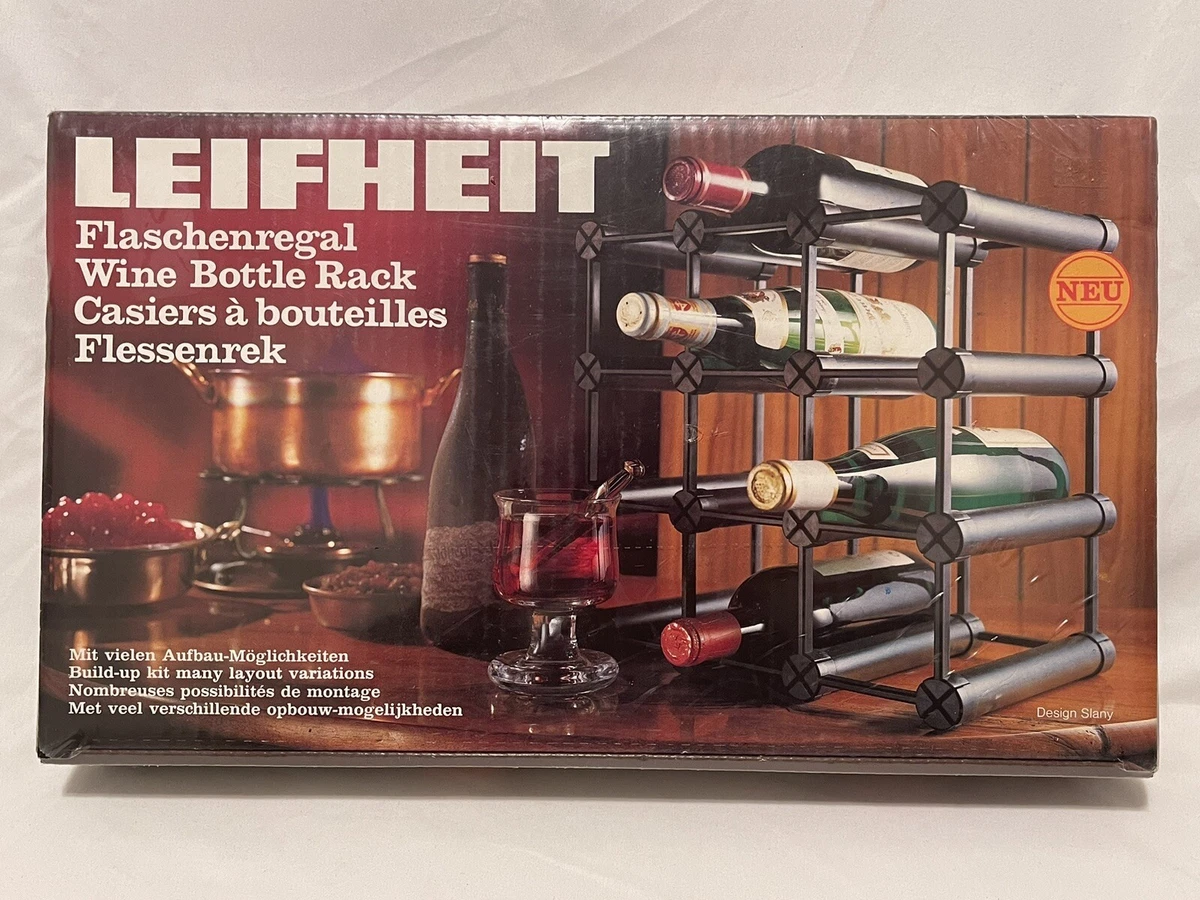 LEIFHEIT
Flaschenregal
Wine Bottle Rack
Casiers à bouteilles
Flessenrek
NEU
Mit vielen Aufbau-Möglichkeiten
Build-up kit many layout variations
Nombreuses possibilités de montage
Met veel verschillende opbouw-mogelijkheden
Design Slany